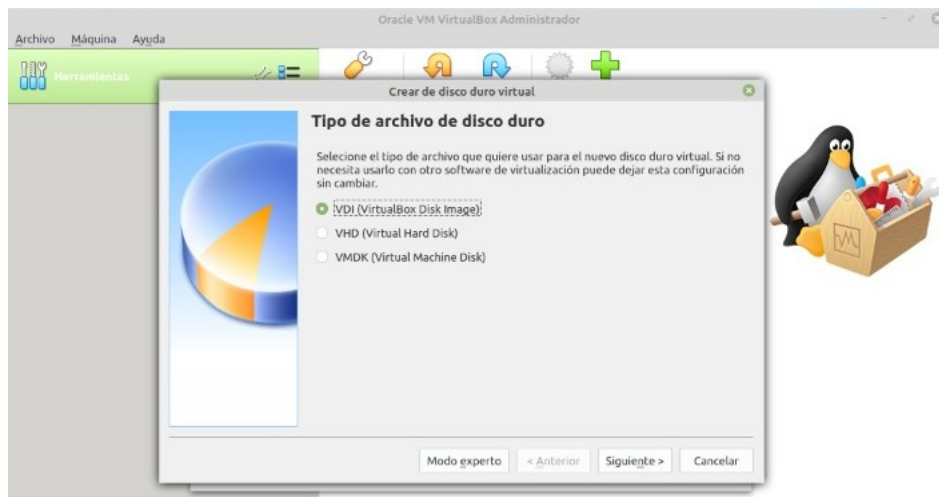 Oracle VM VirtualBox Administrador
Archivo Máquina Ayuda
Herramientas
Crear de disco duro virtual
Tipo de archivo de disco duro
Selecione el tipo de archivo que quiere usar para el nuevo disco duro virtual. Si no
necesita usarlo con otro software de virtualización puede dejar esta configuración
sin cambiar.
VDI (VirtualBox Disk Image)
VHD (Virtual Hard Disk)
VMDK (Virtual Machine Disk)
Modo experto < Anterior Siguiente > Cancelar